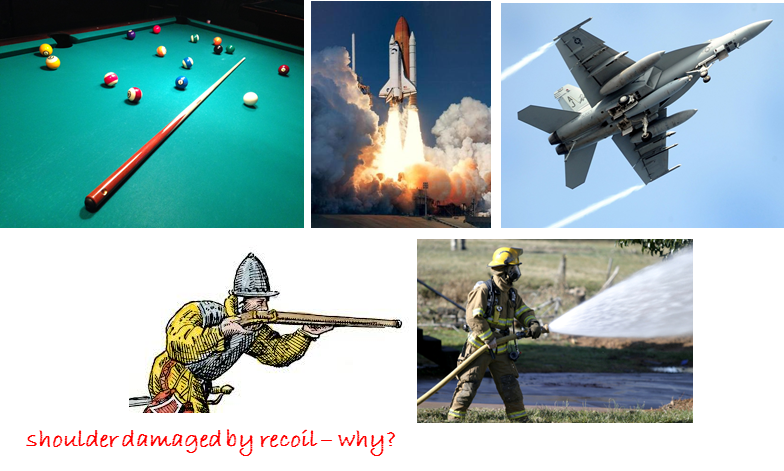 shoulder damaged by recoil – why?